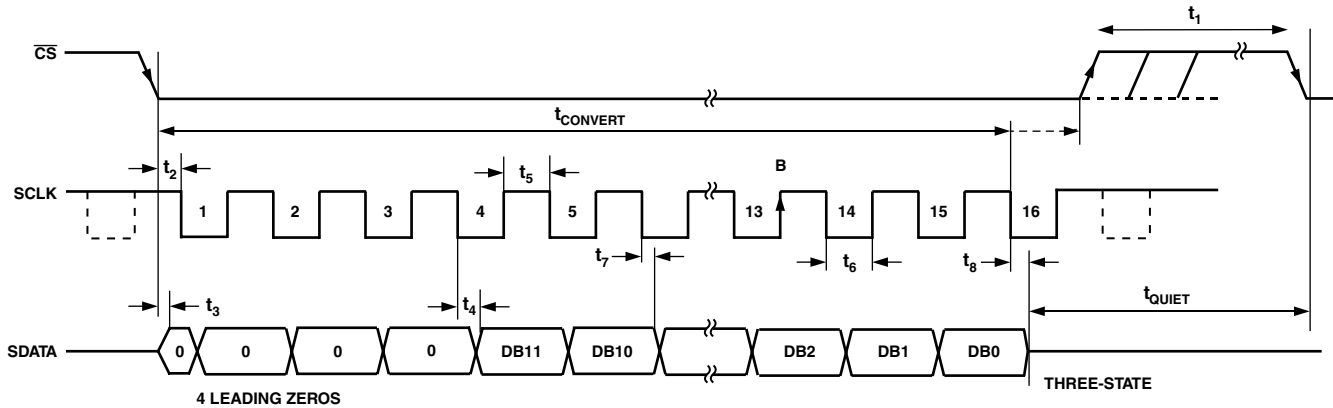 t1
CS
tCONVERT
t2
t5
B
SCLK
1 2 3 4 5 13 14 15 16
t7 t6 t8
t3 t4 tQUIET
SDATA
0 0 0 0 DB11 DB10 DB2 DB1 DB0
THREE-STATE
4 LEADING ZEROS